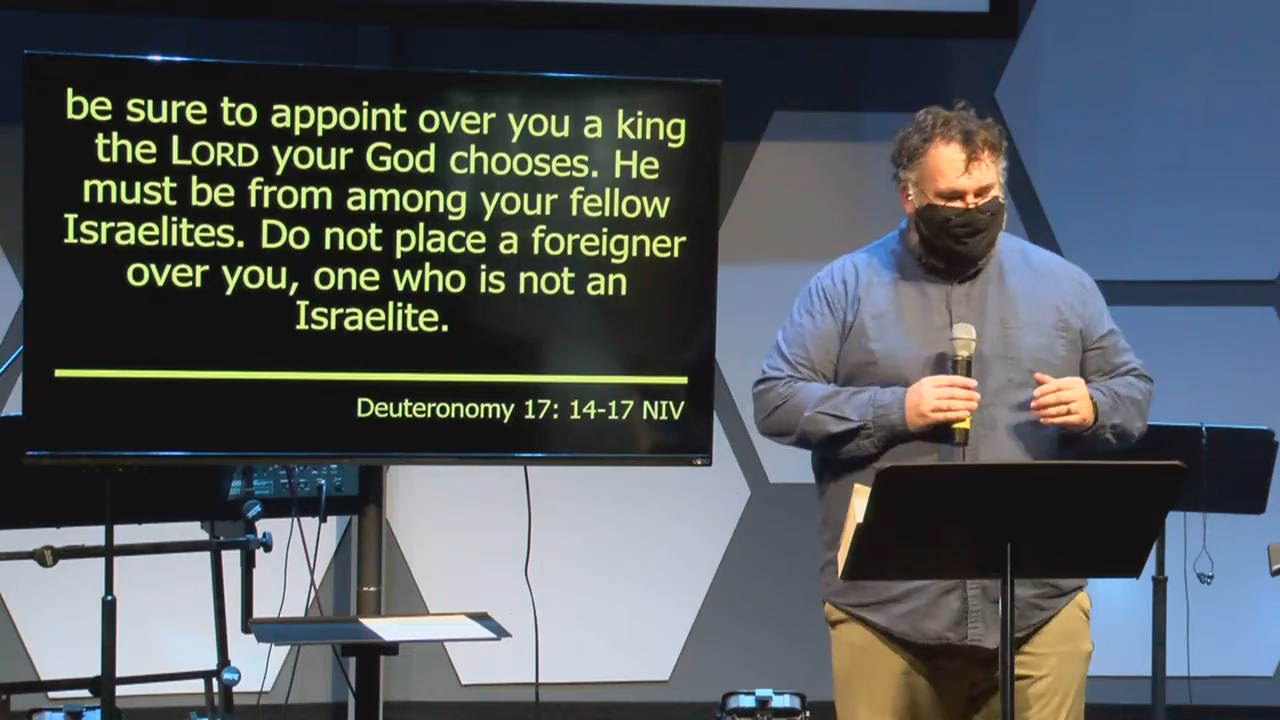 be sure to appoint over you a king
the LORD your God chooses. He
must be from among your fellow
Israelites. Do not place a foreigner
over you, one who is not an
Israelite.
Deuteronomy 17: 14-17 NIV